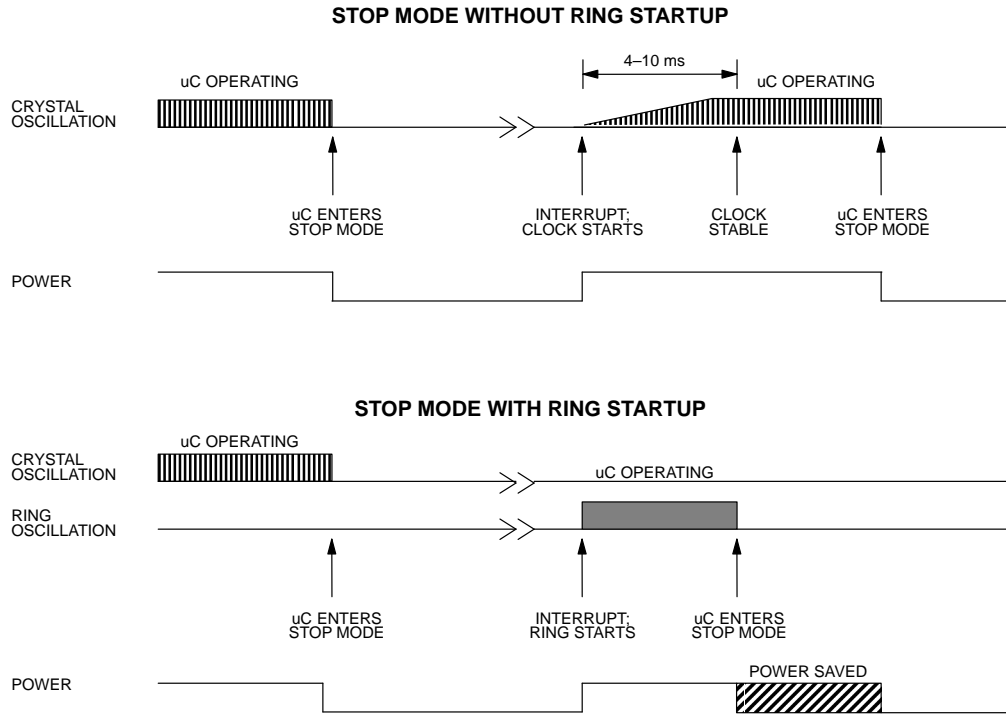 STOP MODE WITHOUT RING STARTUP
4–10 ms
uC OPERATING
uC OPERATING
CRYSTAL
OSCILLATION
uC ENTERS
STOP MODE
INTERRUPT;
CLOCK STARTS
CLOCK
STABLE
uC ENTERS
STOP MODE
POWER
STOP MODE WITH RING STARTUP
uC OPERATING
CRYSTAL
OSCILLATION
uC OPERATING
RING
OSCILLATION
uC ENTERS
STOP MODE
INTERRUPT;
RING STARTS
uC ENTERS
STOP MODE
POWER SAVED
POWER